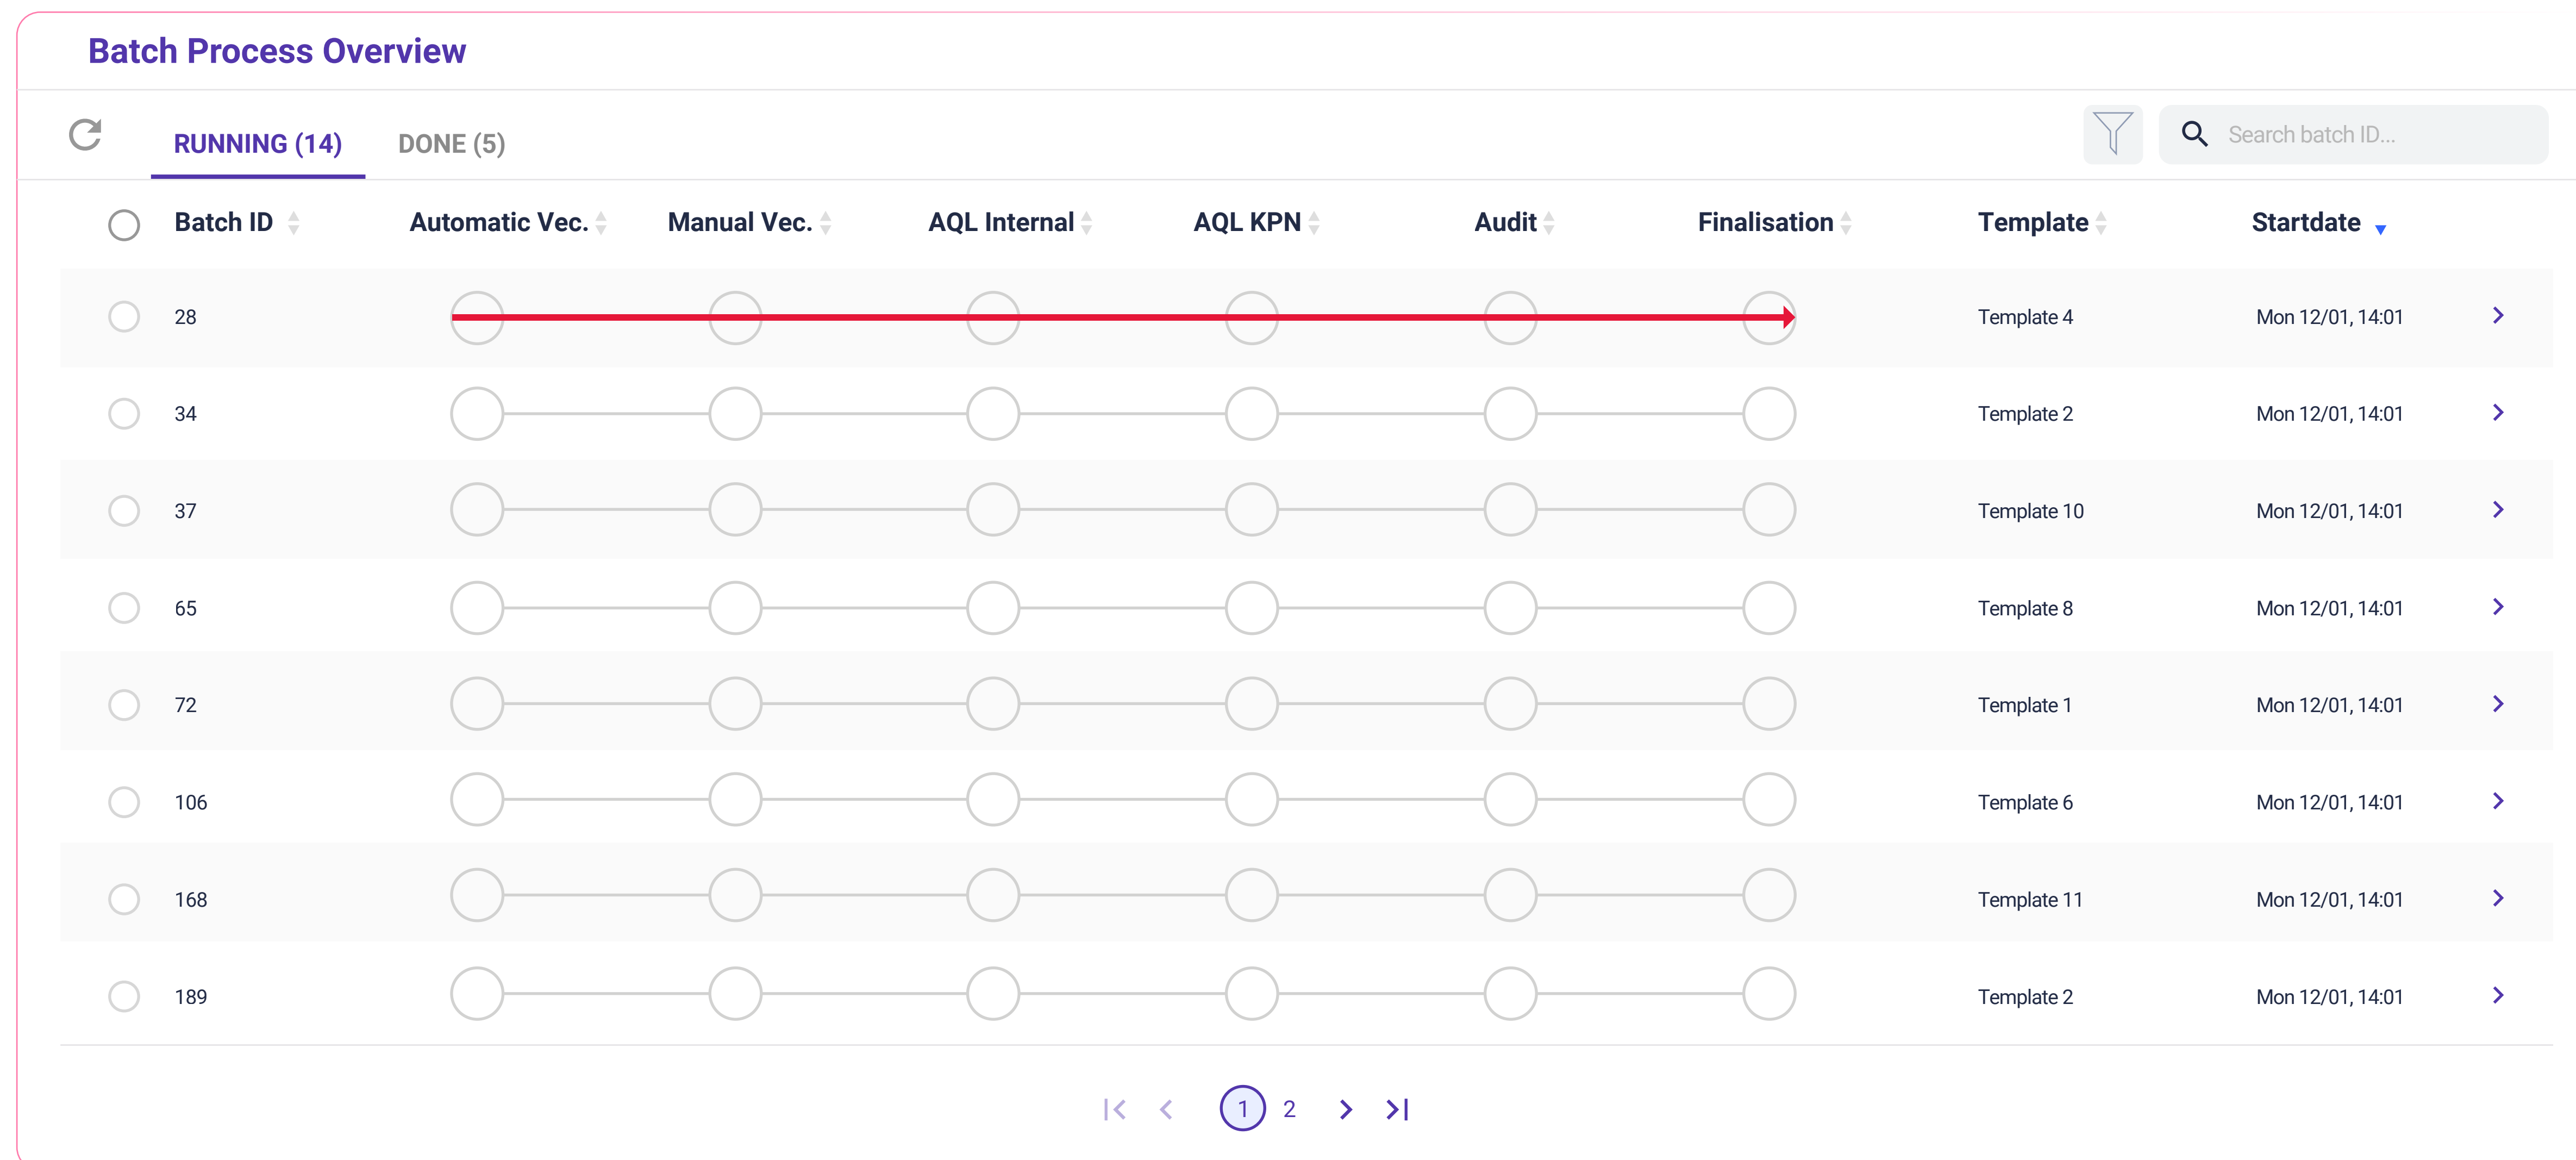 Batch Process Overview
RUNNING (14) DONE (5) Search batch ID...
Batch ID Automatic Vec. Manual Vec. AQL Internal AQL KPN Audit Finalisation Template Startdate
28 Template 4 Mon 12/01, 14:01
34 Template 2 Mon 12/01, 14:01
37 Template 10 Mon 12/01, 14:01
65 Template 8 Mon 12/01, 14:01
72 Template 1 Mon 12/01, 14:01
106 Template 6 Mon 12/01, 14:01
168 Template 11 Mon 12/01, 14:01
189 Template 2 Mon 12/01, 14:01
1 2